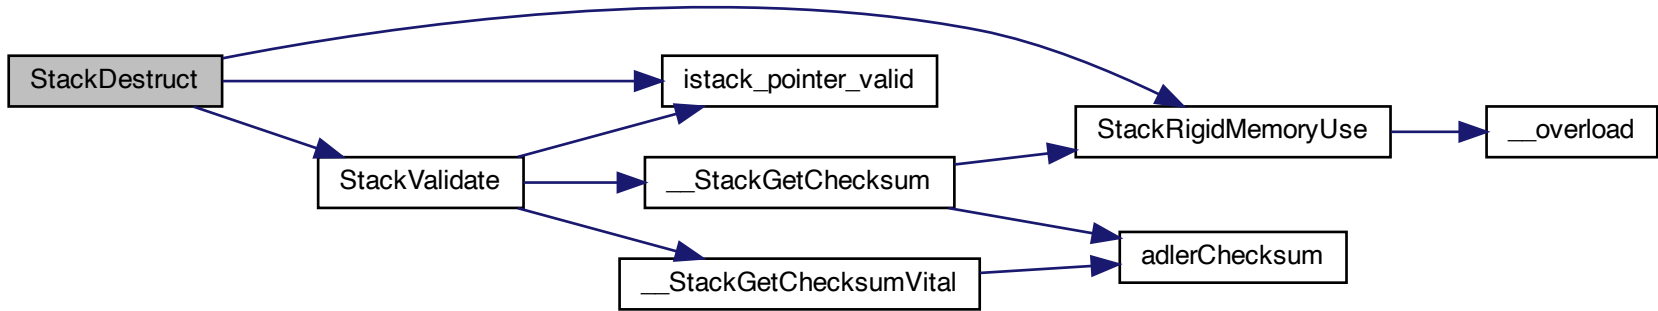 StackDestruct
istack_pointer_valid
StackRigidMemoryUse
__overload
StackValidate
__StackGetChecksum
adlerChecksum
__StackGetChecksumVital